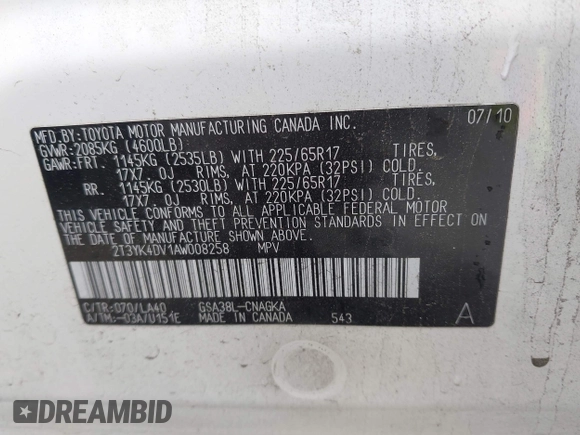 07/10
MFD.BY:TOYOTA MOTOR MANUFACTURING CANADA INC.
GVWR:2085KG (4600LB)
GAWR:FRT 1145KG (2535LB) WITH 225/65R17 TIRES,
17X7.0J RIMS, AT 220KPA (32PSI) COLD.
RR. 1145KG (2530LB) WITH 225/65R17 TIRES,
17X7.0J RIMS, AT 220KPA (32PSI) COLD.
THIS VEHICLE CONFORMS TO ALL APPLICABLE FEDERAL MOTOR
VEHICLE SAFETY AND THEFT PREVENTION STANDARDS IN EFFECT ON
THE DATE OF MANUFACTURE SHOWN ABOVE.
2T3YK4DV1AW008258 MPV
C/TR:070/LA40 GSA38L-CNAGKA
A/TM:-03A/U151E MADE IN CANADA 543 A
DREAMBID